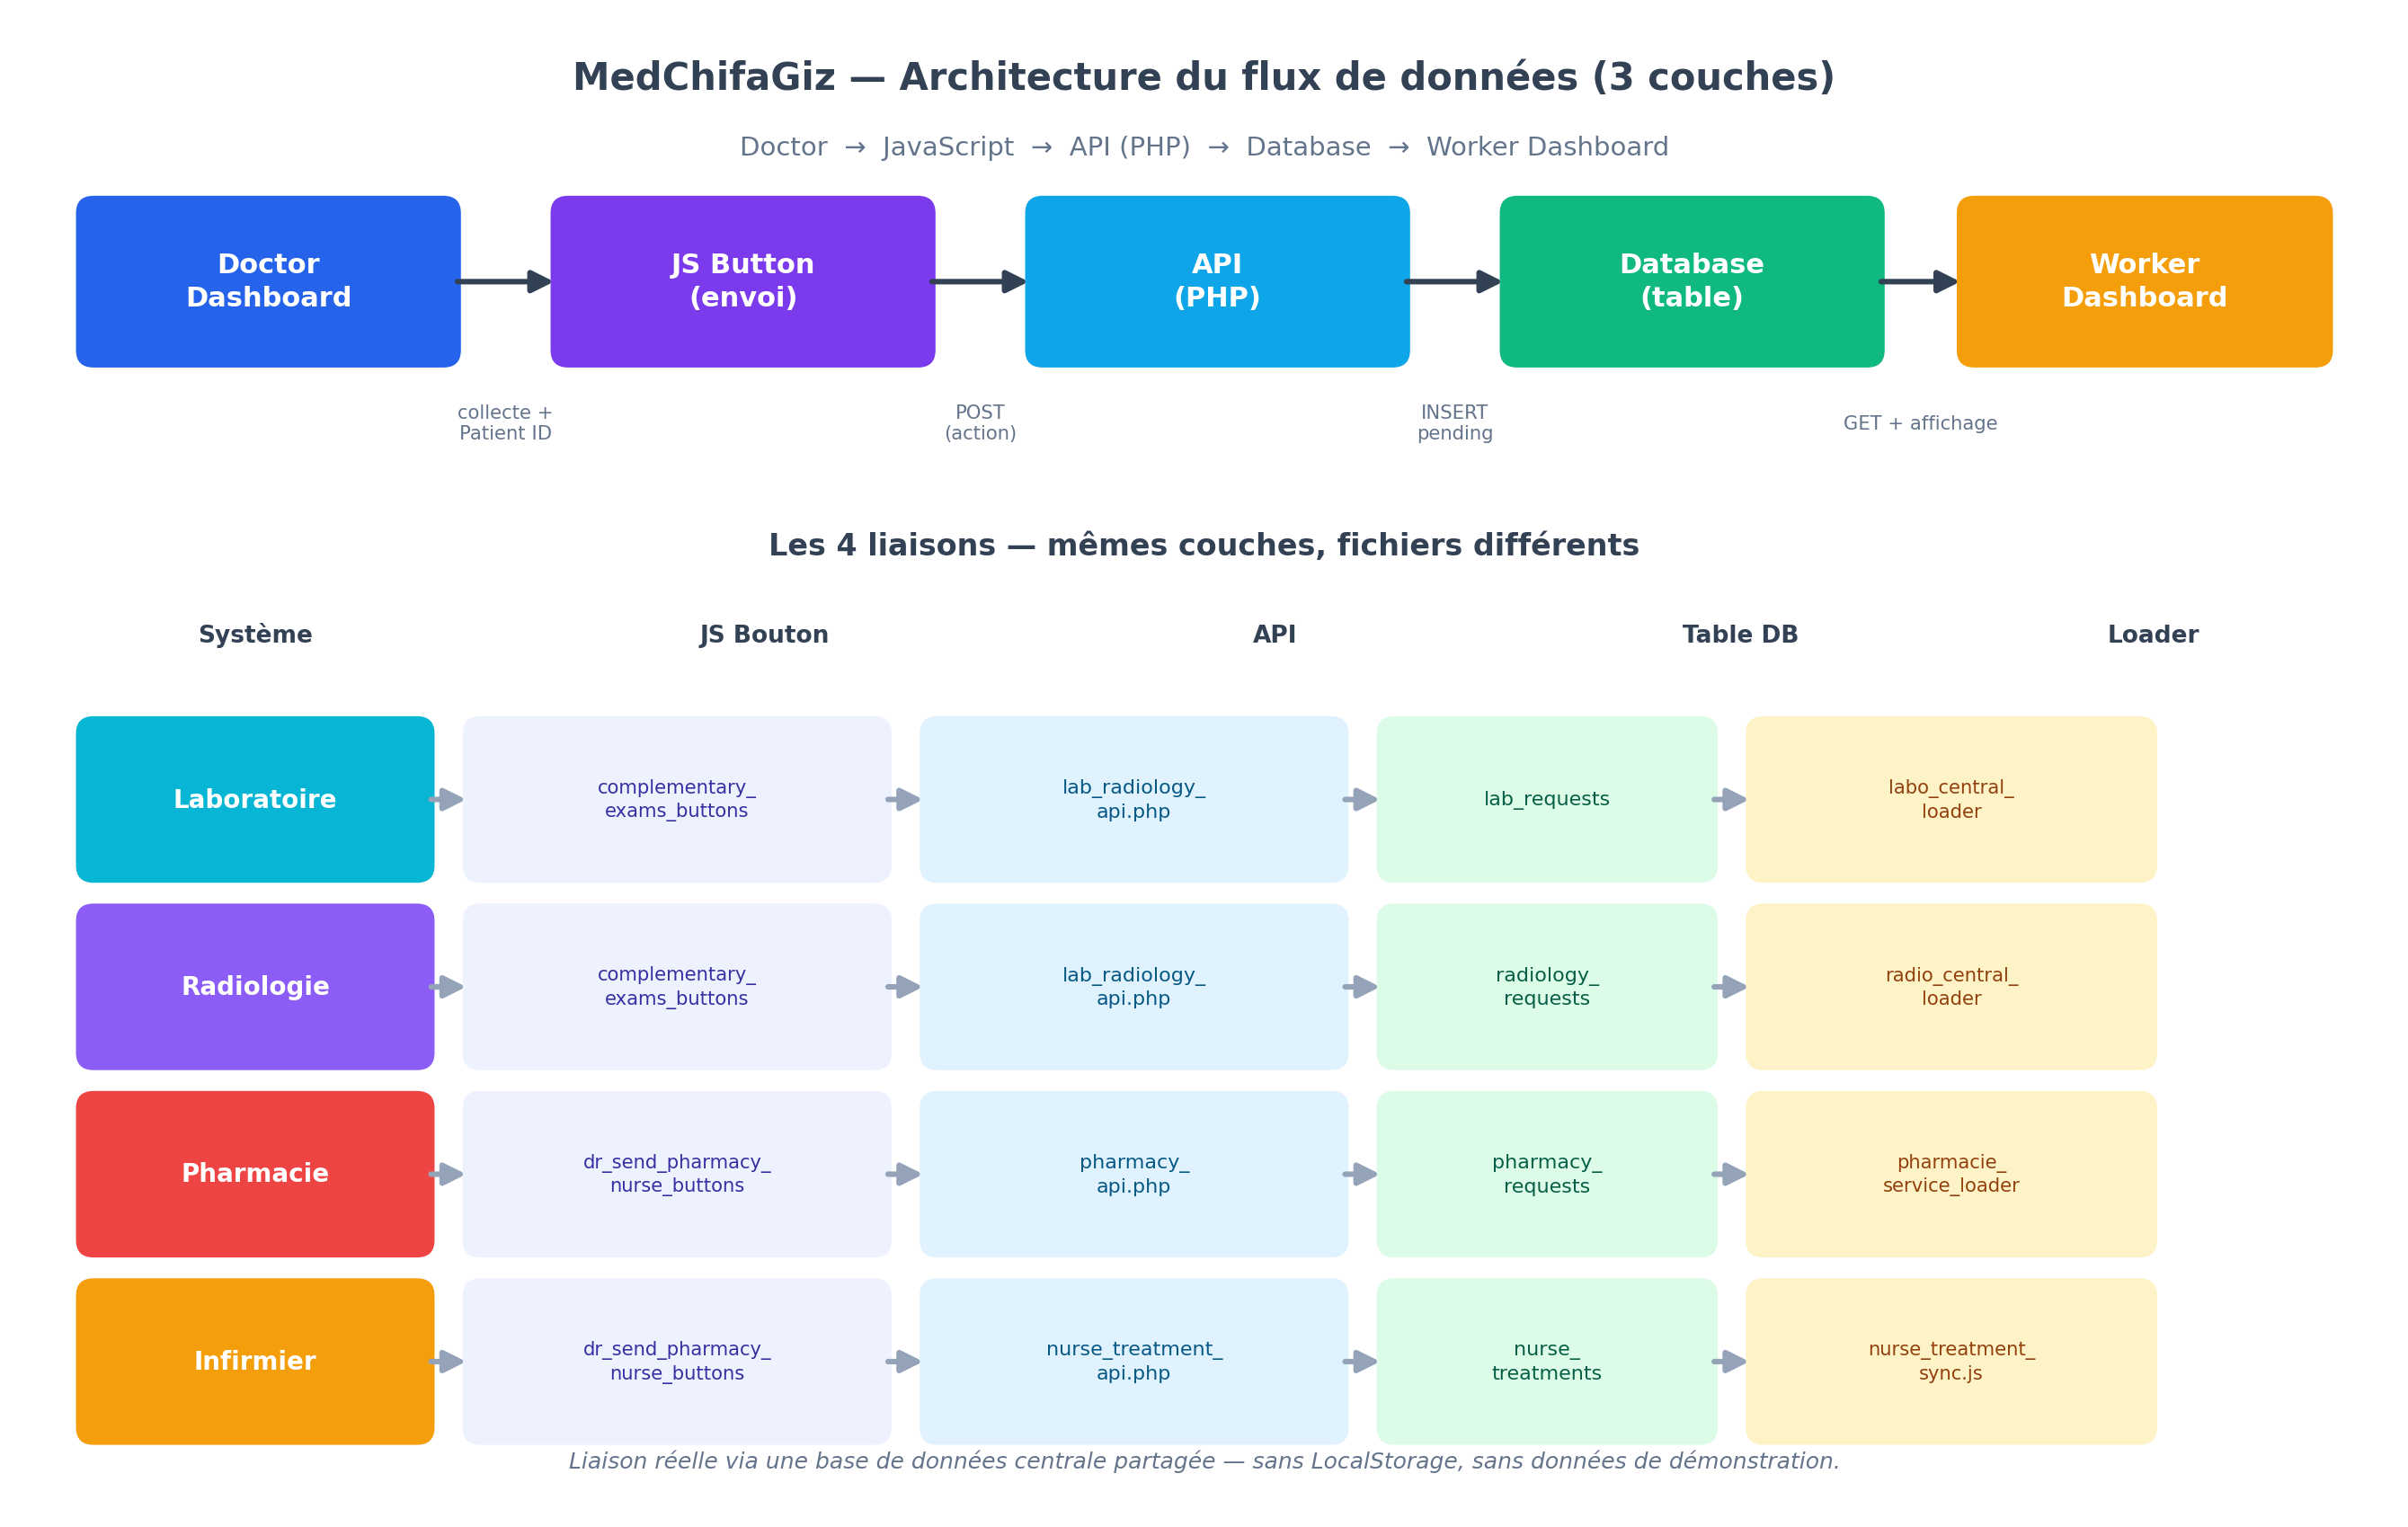 MedChifaGiz — Architecture du flux de données (3 couches)
Doctor → JavaScript → API (PHP) → Database → Worker Dashboard
Doctor
Dashboard
JS Button
(envoi)
API
(PHP)
Database
(table)
Worker
Dashboard
collecte +
Patient ID
POST
(action)
INSERT
pending
GET + affichage
Les 4 liaisons — mêmes couches, fichiers différents
Système
JS Bouton
API
Table DB
Loader
Laboratoire
complementary_
exams_buttons
lab_radiology_
api.php
lab_requests
labo_central_
loader
Radiologie
complementary_
exams_buttons
lab_radiology_
api.php
radiology_
requests
radio_central_
loader
Pharmacie
dr_send_pharmacy_
nurse_buttons
pharmacy_
api.php
pharmacy_
requests
pharmacie_
service_loader
Infirmier
dr_send_pharmacy_
nurse_buttons
nurse_treatment_
api.php
nurse_
treatments
nurse_treatment_
sync.js
Liaison réelle via une base de données centrale partagée — sans LocalStorage, sans données de démonstration.